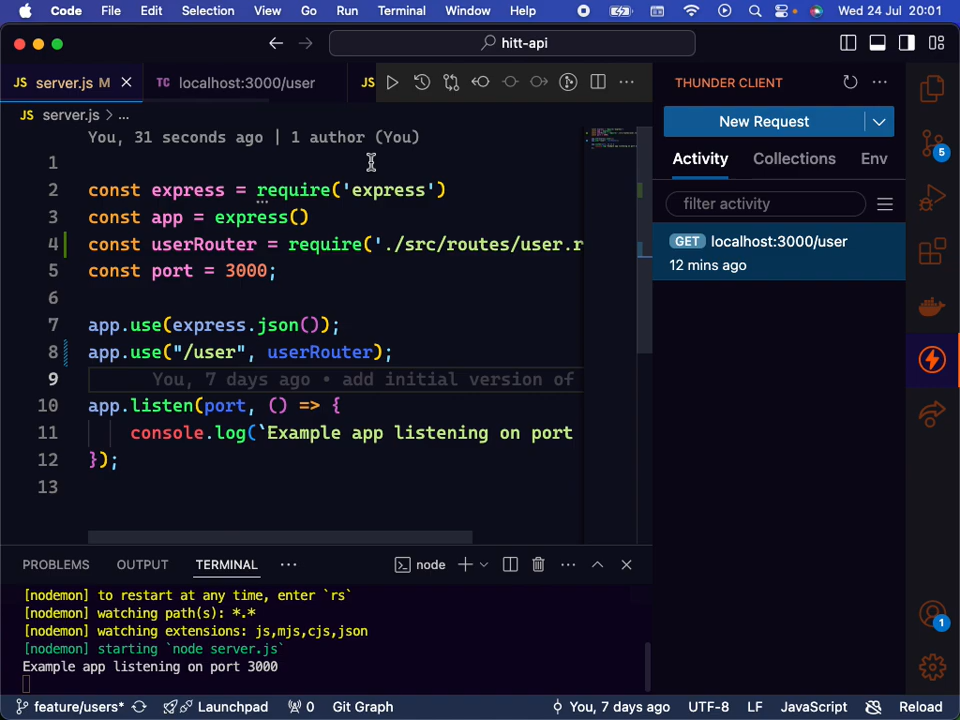 Code File Edit Selection View Go Run Terminal Window Help Wed 24 Jul 20:01
hitt-api
JS server.js M TC localhost:3000/user JS
JS server.js > ...
You, 31 seconds ago | 1 author (You)
1
2 const express = require('express')
3 const app = express()
4 const userRouter = require('./src/routes/user.r
5 const port = 3000;
6
7 app.use(express.json());
8 app.use("/user", userRouter);
9 You, 7 days ago • add initial version of
10 app.listen(port, () => {
11 console.log(`Example app listening on port
12 });
13
THUNDER CLIENT
New Request
Activity Collections Env
filter activity
GET localhost:3000/user
12 mins ago
5
1
PROBLEMS OUTPUT TERMINAL ··· node
[nodemon] to restart at any time, enter `rs`
[nodemon] watching path(s): *.*
[nodemon] watching extensions: js,mjs,cjs,json
[nodemon] starting `node server.js`
Example app listening on port 3000
feature/users* Launchpad 0 Git Graph You, 7 days ago UTF-8 LF JavaScript Reload